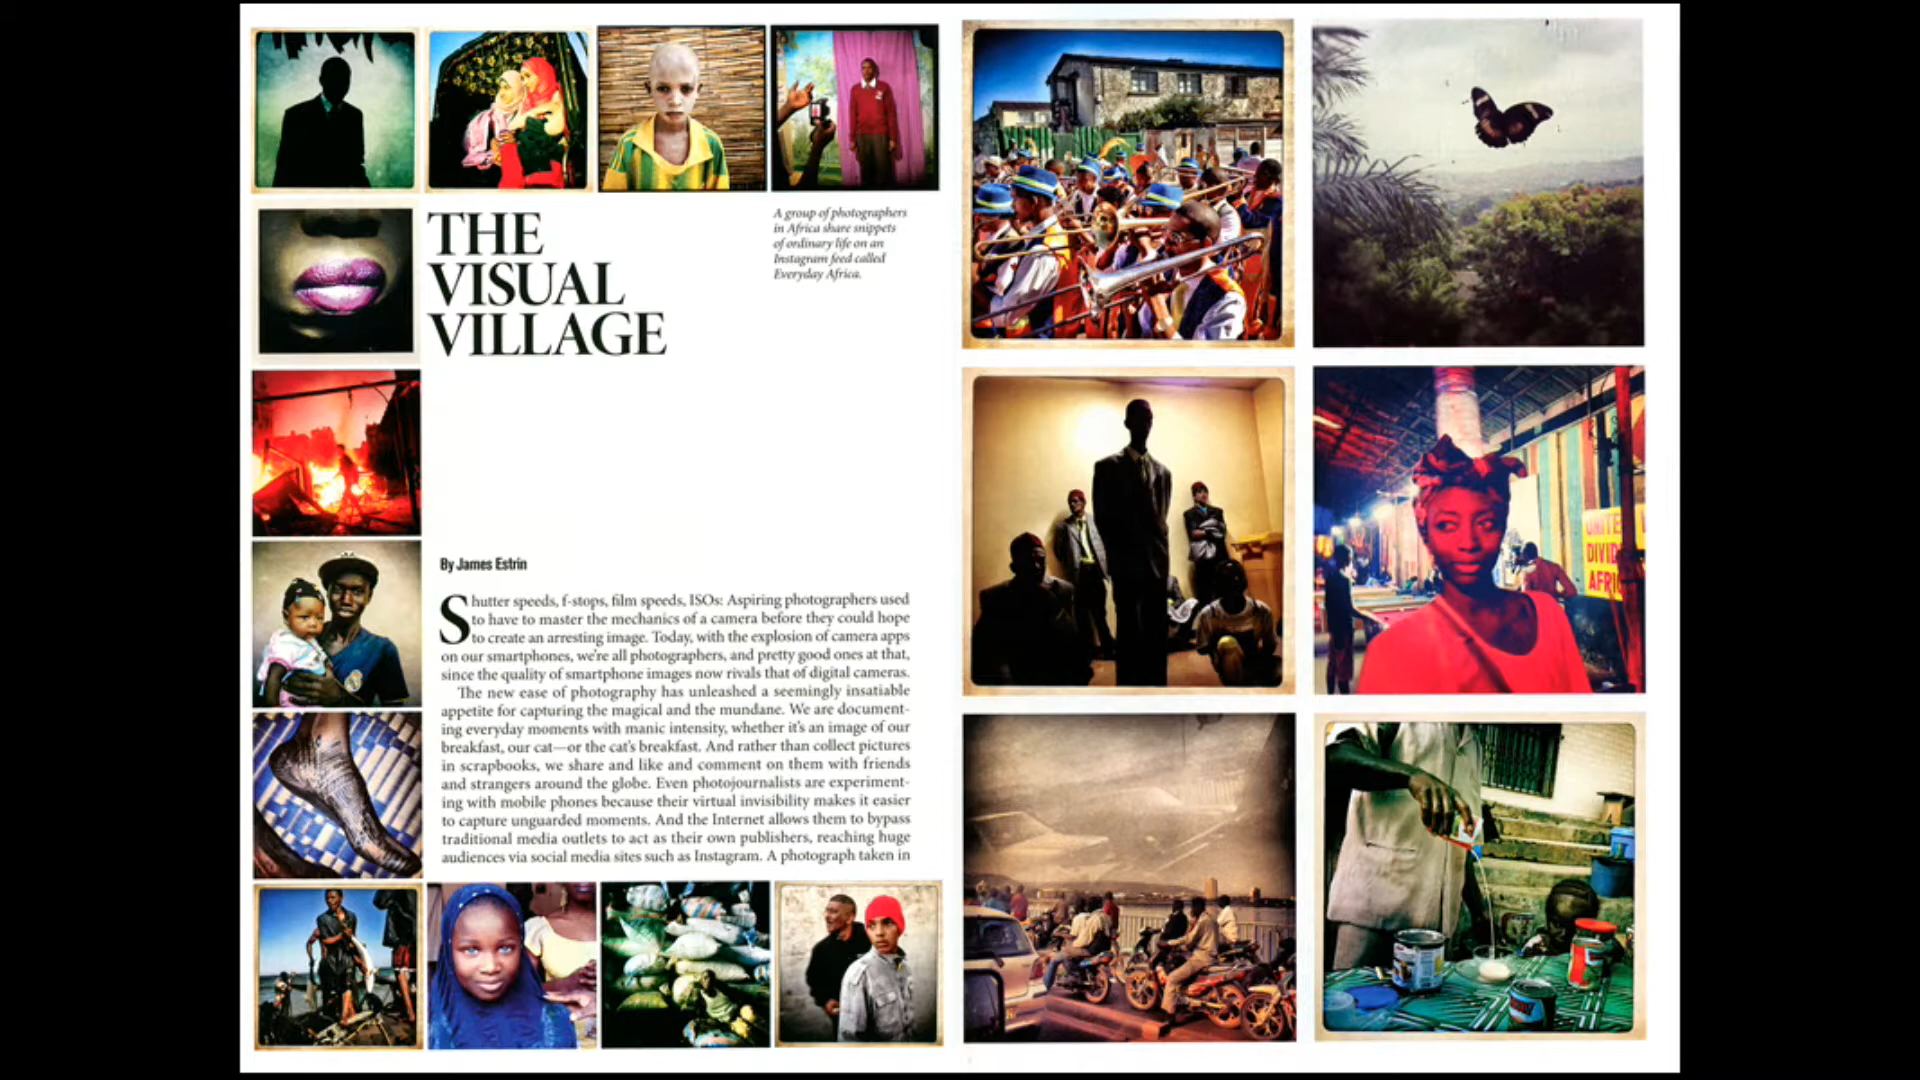 THE
VISUAL
VILLAGE
A group of photographers
in Africa share snippets
of ordinary life on an
Instagram feed called
Everyday Africa.
By James Estrin
Shutter speeds, f-stops, film speeds, ISOs: Aspiring photographers used
to have to master the mechanics of a camera before they could hope
to create an arresting image. Today, with the explosion of camera apps
on our smartphones, we're all photographers, and pretty good ones at that,
since the quality of smartphone images now rivals that of digital cameras.
The new ease of photography has unleashed a seemingly insatiable
appetite for capturing the magical and the mundane. We are document-
ing everyday moments with manic intensity, whether it's an image of our
breakfast, our cat—or the cat's breakfast. And rather than collect pictures
in scrapbooks, we share and like and comment on them with friends
and strangers around the globe. Even photojournalists are experiment-
ing with mobile phones because their virtual invisibility makes it easier
to capture unguarded moments. And the Internet allows them to bypass
traditional media outlets to act as their own publishers, reaching huge
audiences via social media sites such as Instagram. A photograph taken in
UNITE
DIVID
AFRI